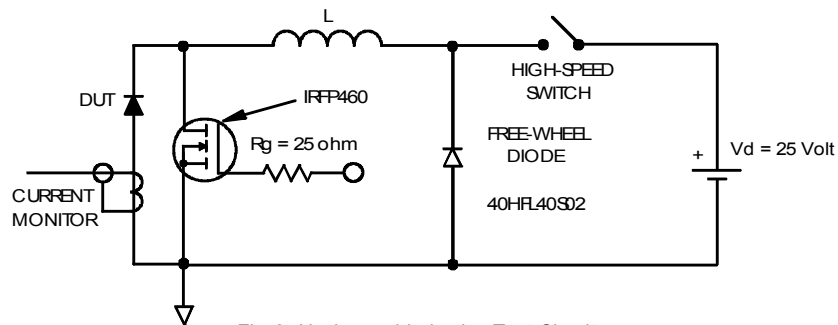 L
HIGH-SPEED
SWITCH
DUT
IRFP460
Rg = 25 ohm
FREE-WHEEL
DIODE
+
Vd = 25 Volt
40HFL40S02
CURRENT
MONITOR